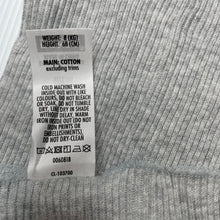 WEIGHT: 8 (KG)
HEIGHT: 68 (CM)
MAIN: COTTON
excluding trims
COLD MACHINE WASH
INSIDE OUT WITH LIKE
COLOURS, DO NOT BLEACH
OR SOAK, DO NOT TUMBLE
DRY, LINE DRY IN SHADE
INSIDE OUT WITHOUT
DELAY, WARM IRON (DO
NOT IRON PRINTS OR
EMBELLISHMENTS),
DO NOT DRY-CLEAN
0060818
CL-103700